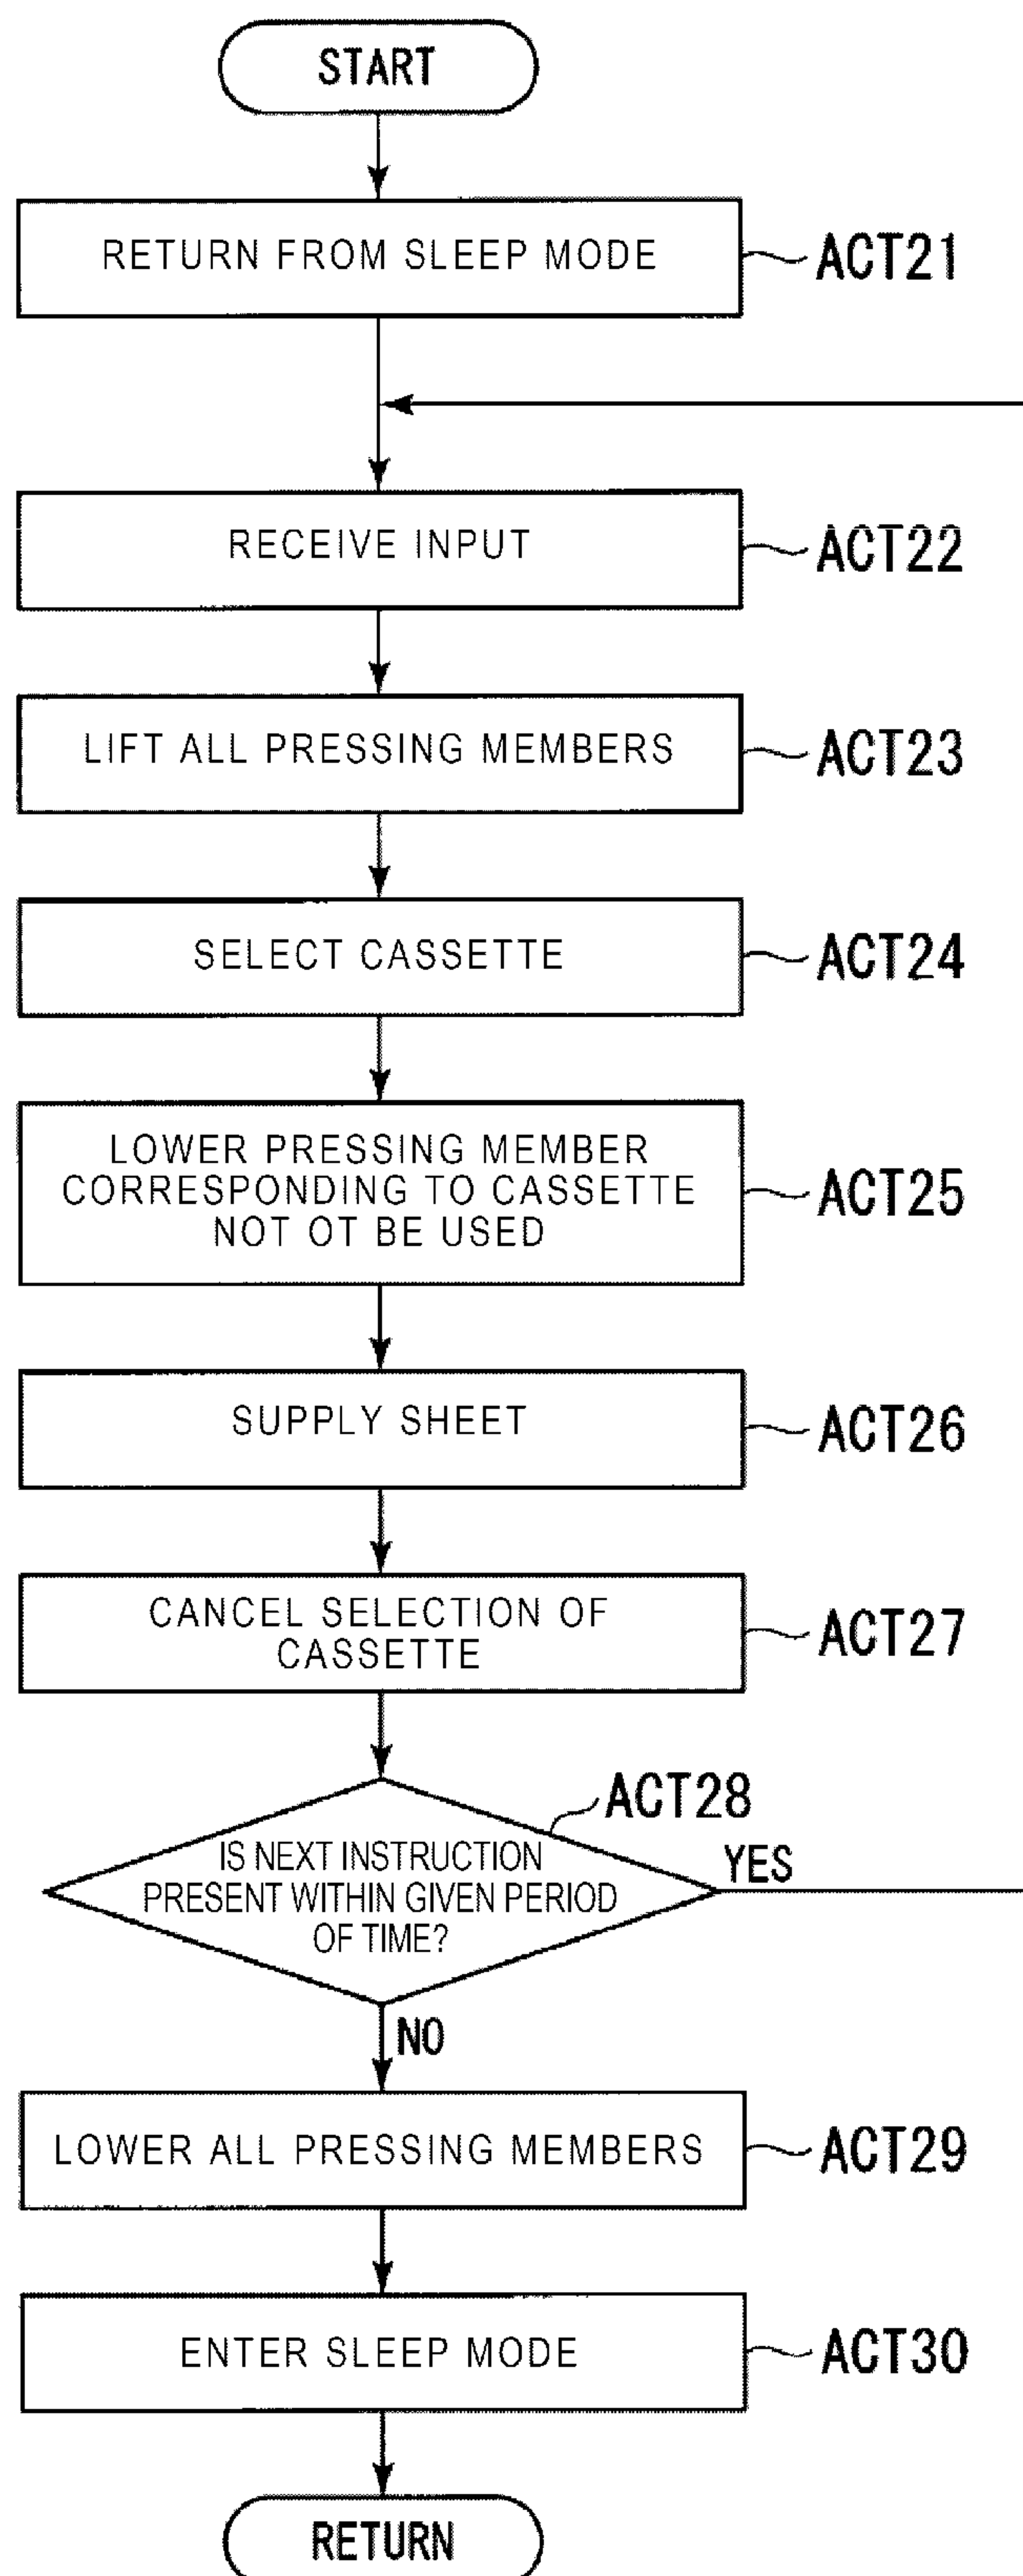 START
RETURN FROM SLEEP MODE
ACT21
RECEIVE INPUT
ACT22
LIFT ALL PRESSING MEMBERS
ACT23
SELECT CASSETTE
ACT24
LOWER PRESSING MEMBER
CORRESPONDING TO CASSETTE
NOT OT BE USED
ACT25
SUPPLY SHEET
ACT26
CANCEL SELECTION OF
CASSETTE
ACT27
ACT28
IS NEXT INSTRUCTION
PRESENT WITHIN GIVEN PERIOD
OF TIME?
YES
NO
LOWER ALL PRESSING MEMBERS
ACT29
ENTER SLEEP MODE
ACT30
RETURN